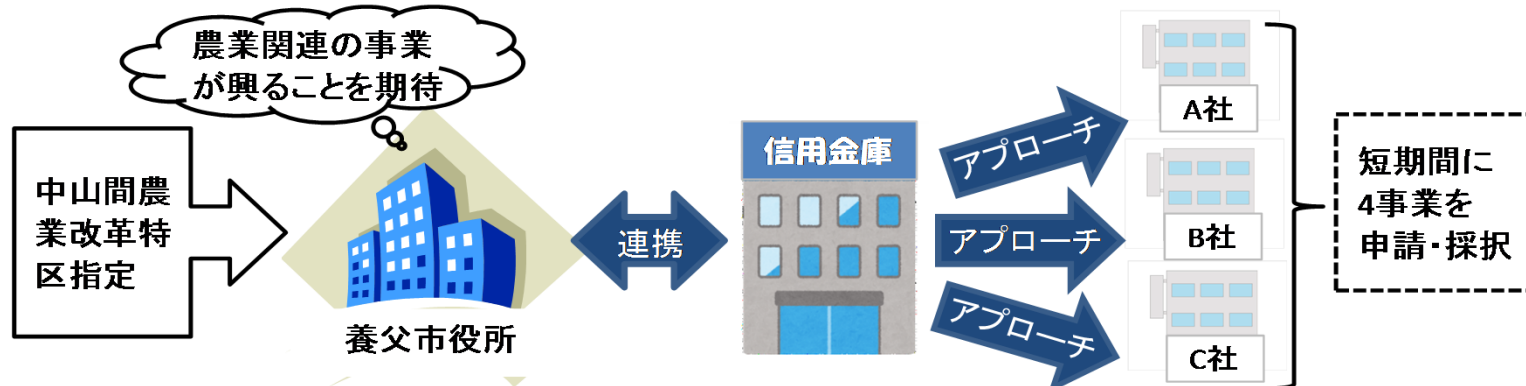 農業関連の事業
が興ることを期待
中山間農
業改革特
区指定
養父市役所
連携
信用金庫
アプローチ
アプローチ
アプローチ
A社
B社
C社
短期間に
4事業を
申請・採択